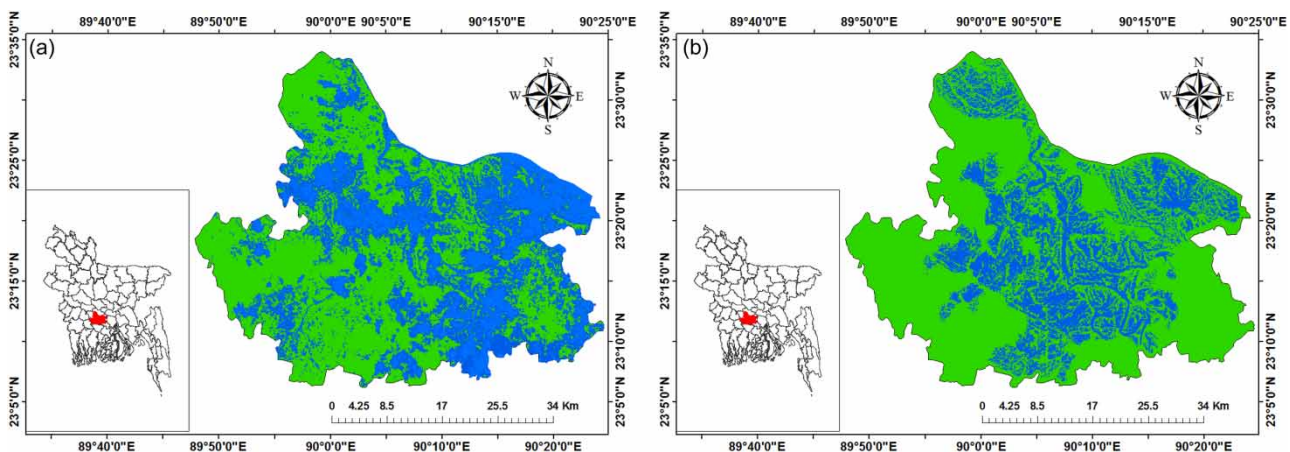 89°45'0"E 89°55'0"E 90°0'0"E 90°5'0"E 90°15'0"E 90°25'0"E
(a)
23°35'0"N
23°30'0"N
23°25'0"N
23°20'0"N
23°15'0"N
23°10'0"N
23°5'0"N
N
W E
S
0 4.25 8.5 17 25.5 34 Km
89°40'0"E 89°50'0"E 90°0'0"E 90°10'0"E 90°20'0"E
89°45'0"E 89°55'0"E 90°0'0"E 90°5'0"E 90°15'0"E 90°25'0"E
(b)
23°35'0"N
23°30'0"N
23°25'0"N
23°20'0"N
23°15'0"N
23°10'0"N
23°5'0"N
N
W E
S
0 4.25 8.5 17 25.5 34 Km
89°40'0"E 89°50'0"E 90°0'0"E 90°10'0"E 90°20'0"E